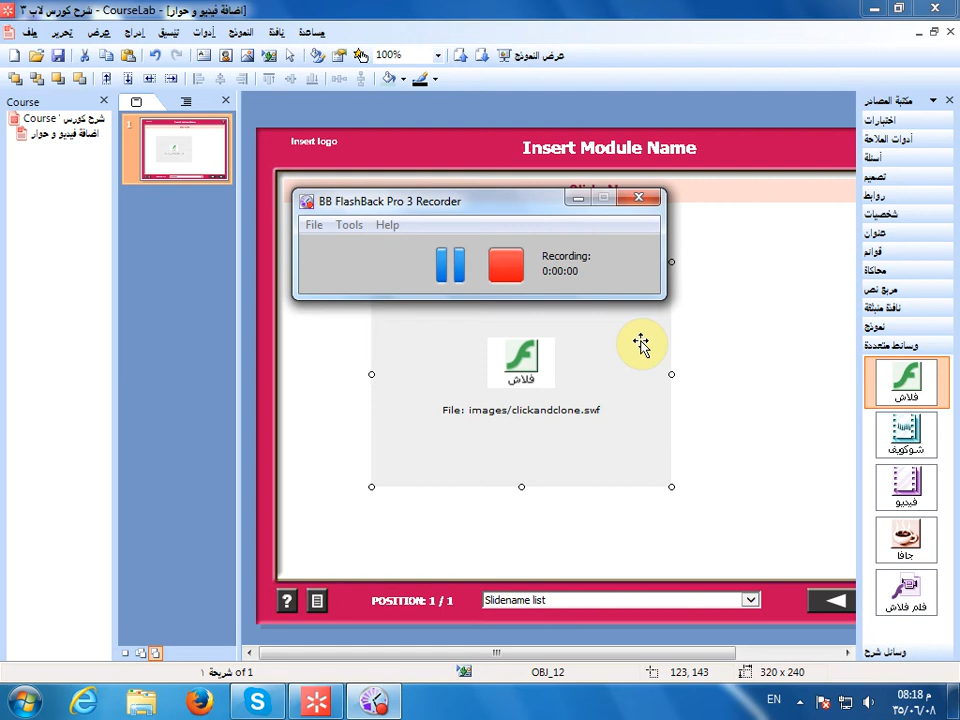 شرح كورس لاب ٣ - CourseLab - [اضافة فيديو و حوار]
ملف تحرير عرض إدراج تنسيق أدوات النموذج نافذة مساعدة
100%
عرض النموذج
Course
شرح كورس '
اضافة فيديو و حوار
1
Insert logo
Insert Module Name
BB FlashBack Pro 3 Recorder
File Tools Help
Recording:
0:00:00
فلاش
File: images/clickandclone.swf
POSITION: 1 / 1
Slidename list
مكتبة المصادر
اختبارات
أدوات الملاحة
أسئلة
تصميم
روابط
شخصيات
عنوان
قوائم
محاكاة
مربع نص
نافذة منبثقة
نموذج
وسائط متعددة
فلاش
شوكويف
فيديو
جافا
فلم فلاش
وسائل شرح
شريحة ١ of 1
OBJ_12
123, 143
320 x 240
EN
08:18 م
٣٥/٠٦/٠٨